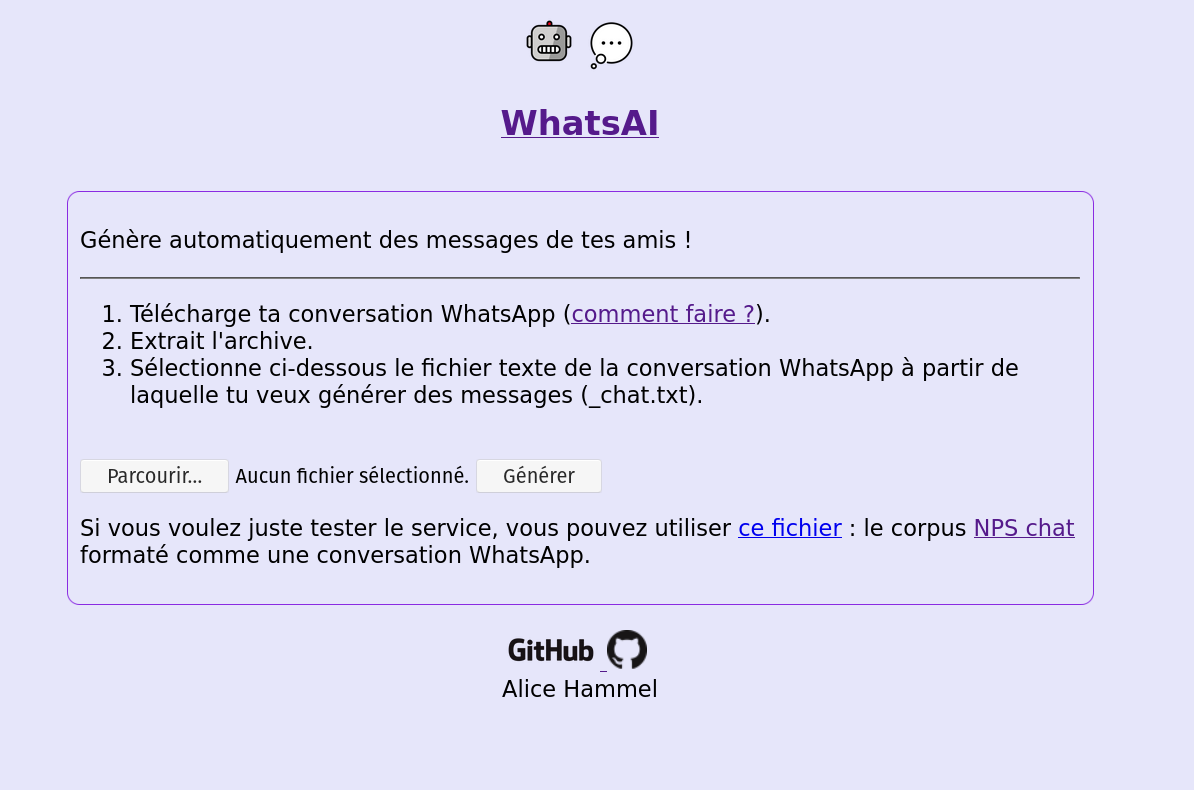 WhatsAI
Génère automatiquement des messages de tes amis !
1. Télécharge ta conversation WhatsApp (comment faire ?).
2. Extrait l'archive.
3. Sélectionne ci-dessous le fichier texte de la conversation WhatsApp à partir de
laquelle tu veux générer des messages (_chat.txt).
Parcourir... Aucun fichier sélectionné. Générer
Si vous voulez juste tester le service, vous pouvez utiliser ce fichier : le corpus NPS chat
formaté comme une conversation WhatsApp.
GitHub
Alice Hammel